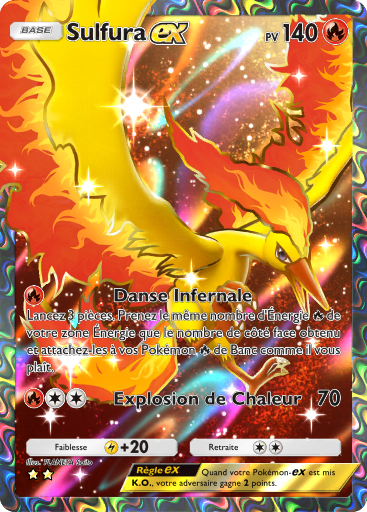 BASE Sulfura ex PV 140
Danse Infernale
Lancez 3 pièces. Prenez le même nombre d'Énergie de
votre zone Énergie que le nombre de côté face obtenu
et attachez-les à vos Pokémon de Banc comme il vous
plaît.
Explosion de Chaleur 70
Faiblesse +20 Retraite
Illus. PLANETA
Règle ex Quand votre Pokémon-ex est mis
K.O., votre adversaire gagne 2 points.